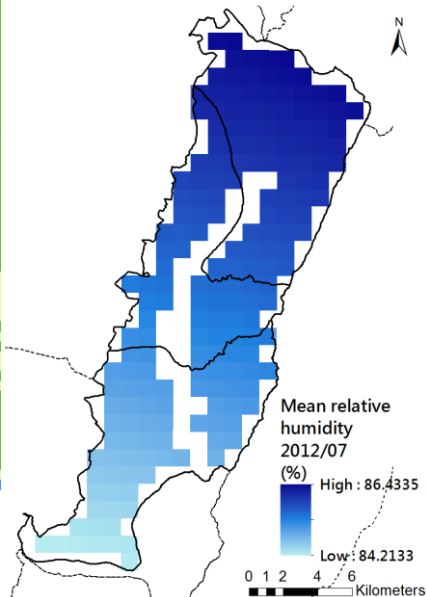 N
Mean relative
humidity
2012/07
(%)
High : 86.4335
Low : 84.2133
0 1 2 4 6
Kilometers